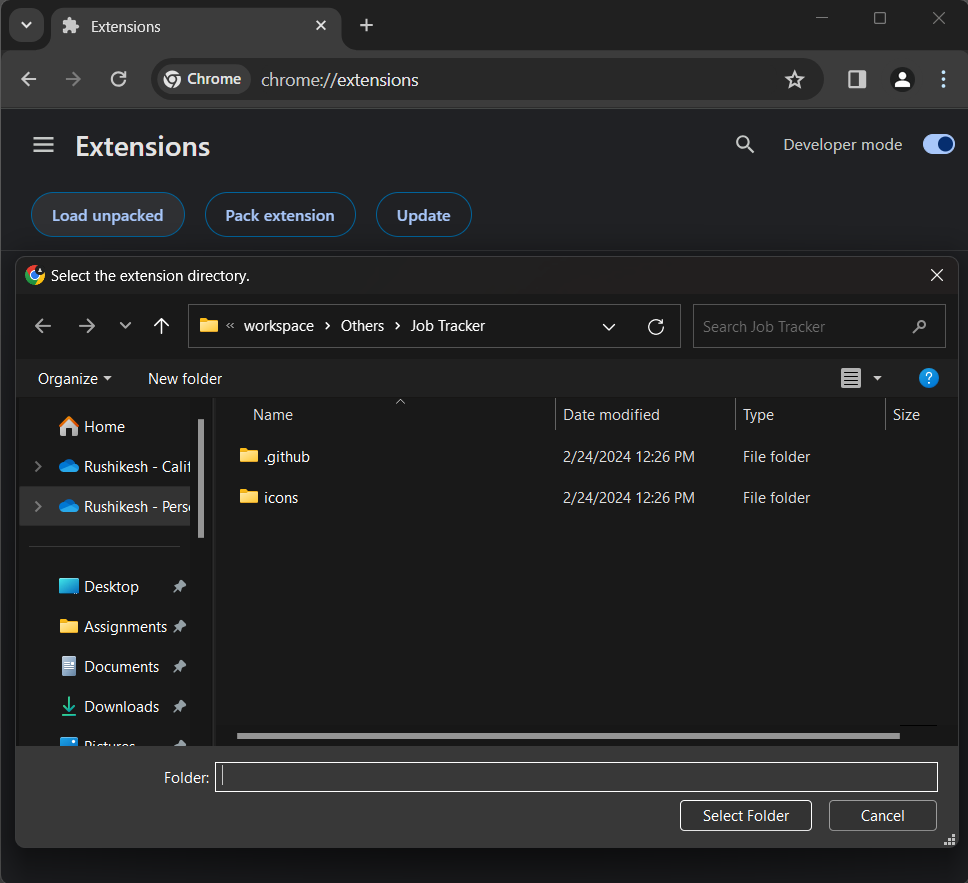 Extensions
Chrome
chrome://extensions
Extensions
Developer mode
Load unpacked
Pack extension
Update
Select the extension directory.
« workspace › Others › Job Tracker
Search Job Tracker
Organize
New folder
?
Name
Date modified
Type
Size
Home
Rushikesh - Calif
Rushikesh - Perso
Desktop
Assignments
Documents
Downloads
Pictures
.github
2/24/2024 12:26 PM
File folder
icons
2/24/2024 12:26 PM
File folder
Folder:
Select Folder
Cancel